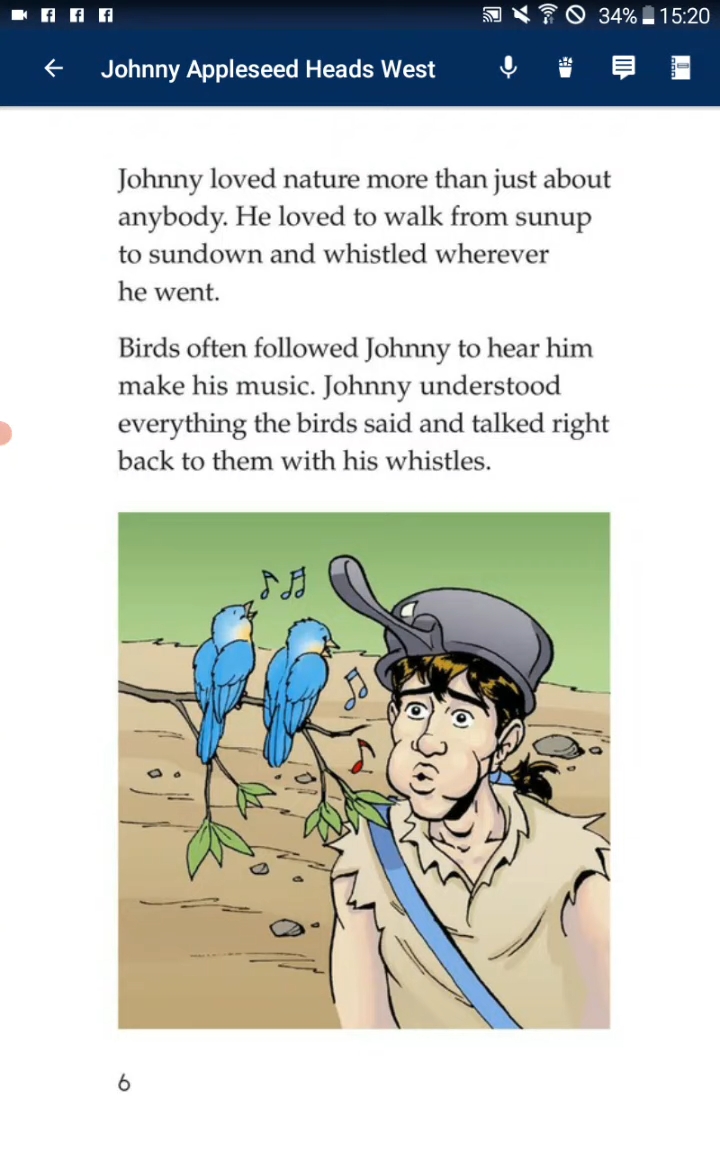 34% 15:20
Johnny Appleseed Heads West
Johnny loved nature more than just about
anybody. He loved to walk from sunup
to sundown and whistled wherever
he went.
Birds often followed Johnny to hear him
make his music. Johnny understood
everything the birds said and talked right
back to them with his whistles.
6